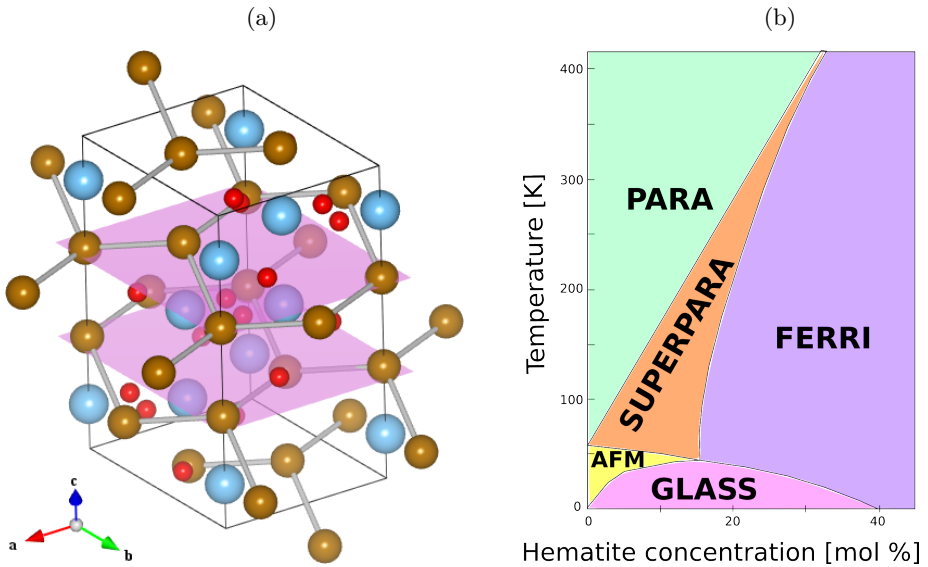 (a)
c
a
b
(b)
Temperature [K]
400
300
200
100
0
PARA
SUPERPARA
FERRI
AFM
GLASS
0
20
40
Hematite concentration [mol %]